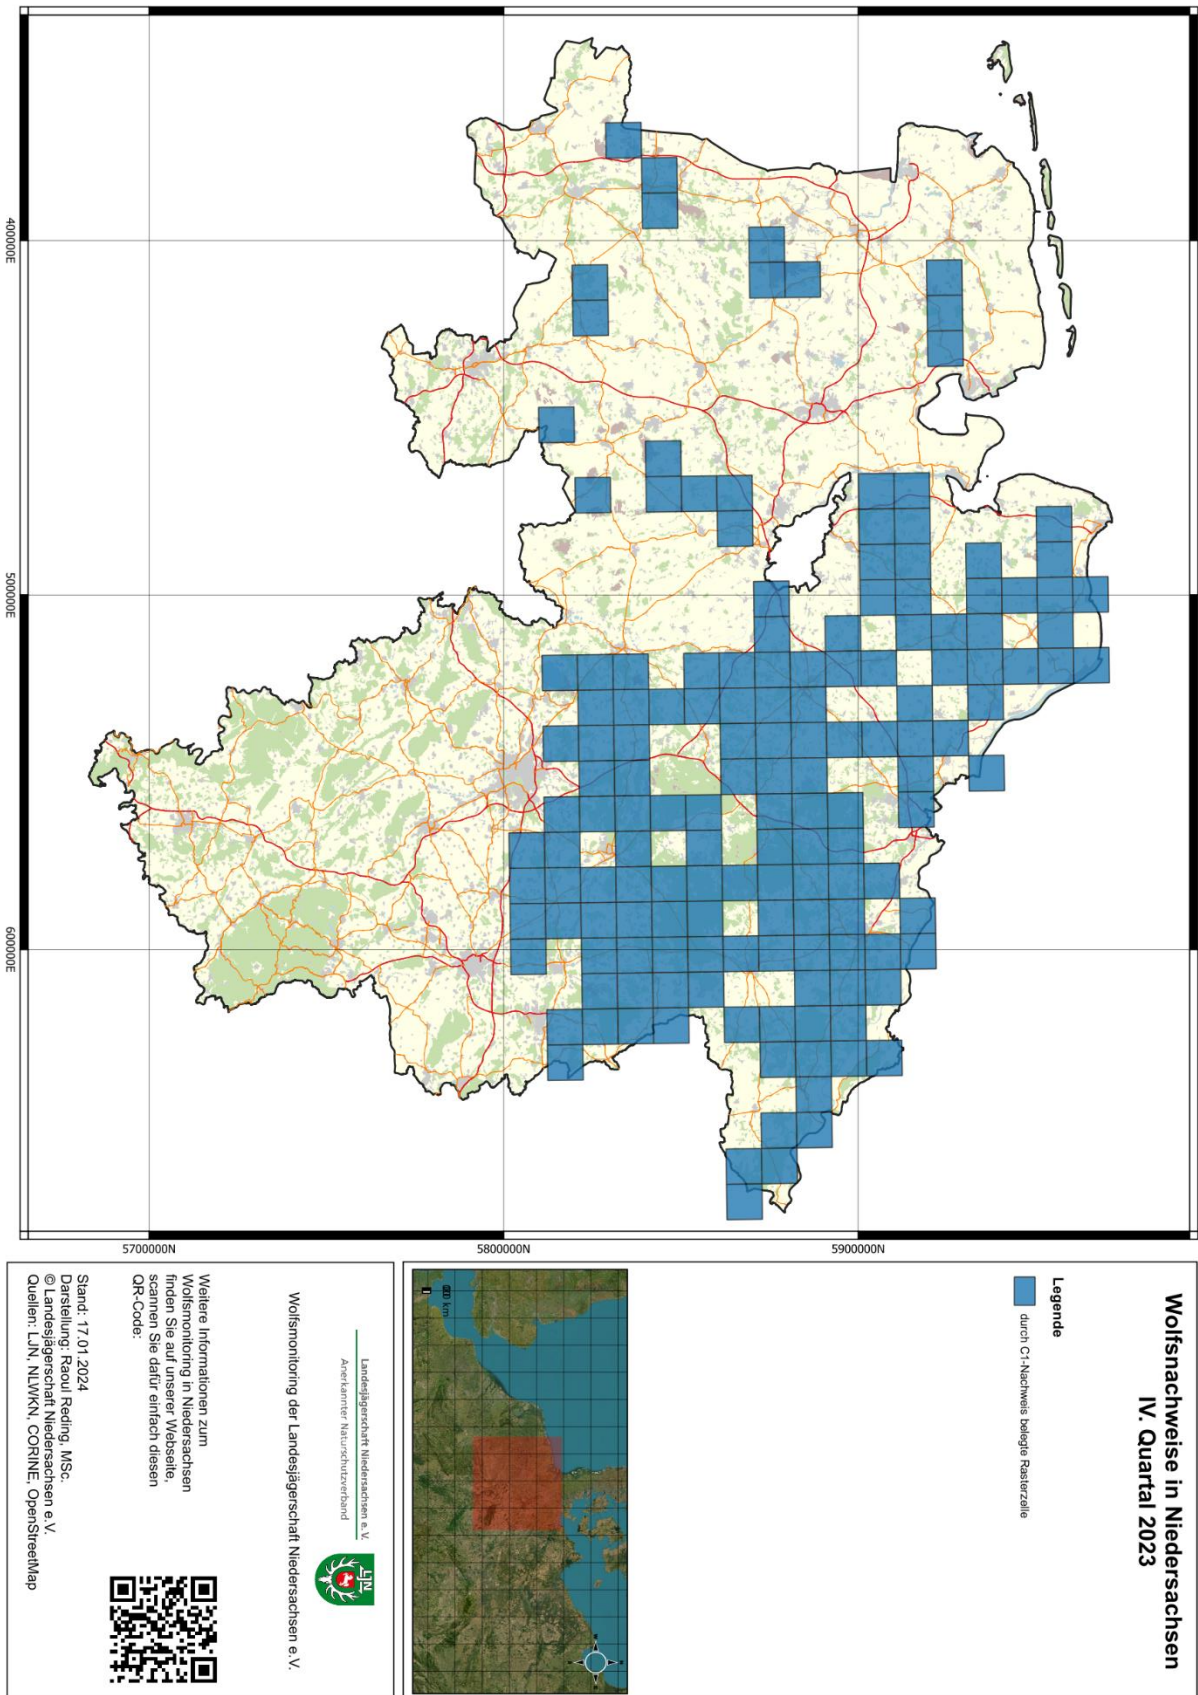 Wolfsnachweise in Niedersachsen
IV. Quartal 2023
Legende
durch C1-Nachweis belegte Rasterzelle
400000E
500000E
600000E
5900000N
5800000N
5700000N
Landesjägerschaft Niedersachsen e. V.
Anerkannter Naturschutzverband
LJN
Wolfsmonitoring der Landesjägerschaft Niedersachsen e.V.
Weitere Informationen zum
Wolfsmonitoring in Niedersachsen
finden Sie auf unserer Webseite,
scannen Sie dafür einfach diesen
QR-Code:
Stand: 17.01.2024
Darstellung: Raoul Reding, MSc.
© Landesjägerschaft Niedersachsen e.V.
Quellen: LJN, NLWKN, CORINE, OpenStreetMap